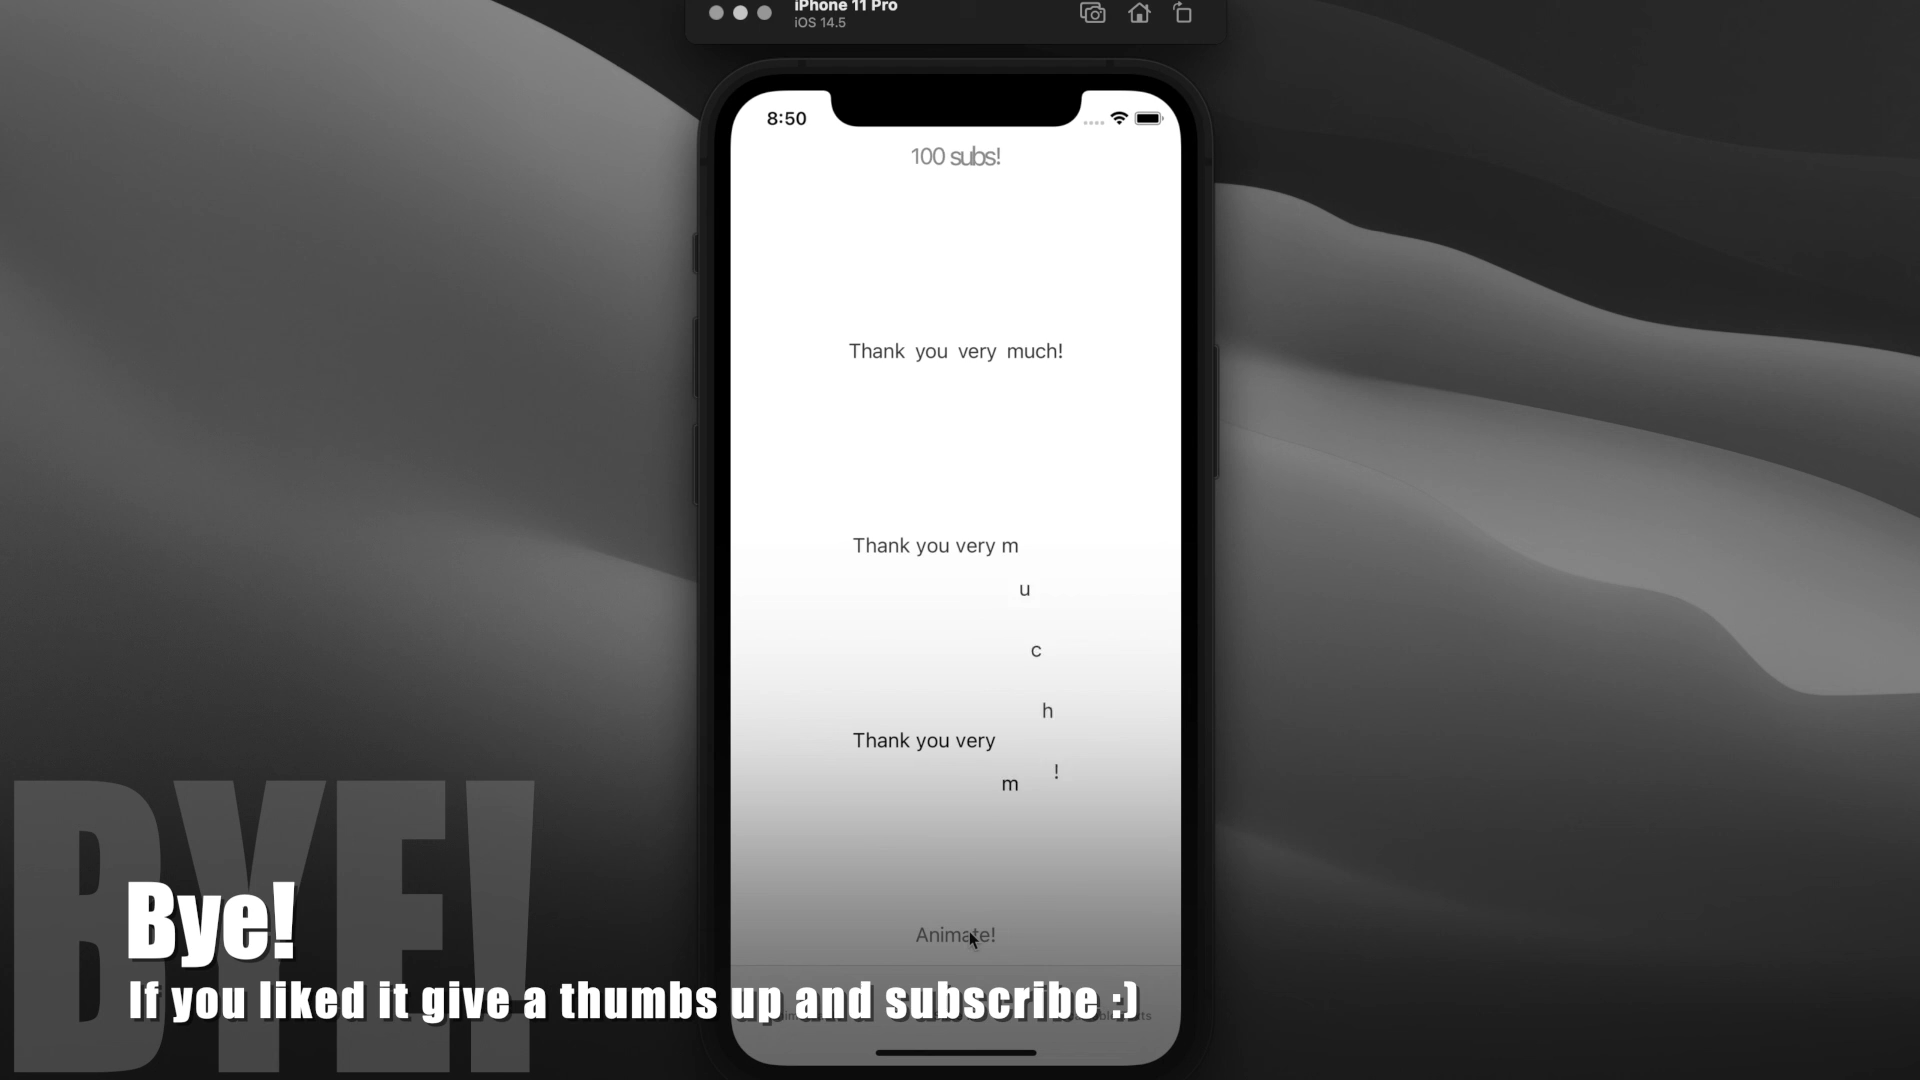 iPhone 11 Pro
iOS 14.5
8:50
100 subs!
Thank you very much!
Thank you very m
u
c
h
Thank you very
!
m
Animate!
BYE!
Bye!
If you liked it give a thumbs up and subscribe :)